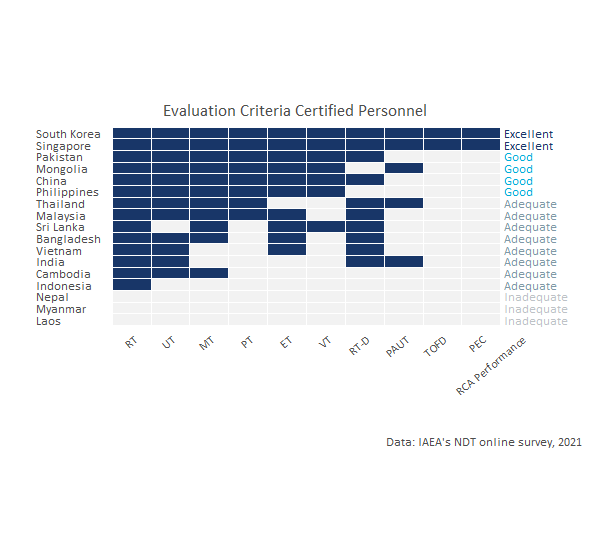 Evaluation Criteria Certified Personnel
South Korea Excellent
Singapore Excellent
Pakistan Good
Mongolia Good
China Good
Philippines Good
Thailand Adequate
Malaysia Adequate
Sri Lanka Adequate
Bangladesh Adequate
Vietnam Adequate
India Adequate
Cambodia Adequate
Indonesia Adequate
Nepal Inadequate
Myanmar Inadequate
Laos Inadequate
RT UT MT PT ET VT RT-D PAUT TOFD PEC RCA Performance
Data: IAEA's NDT online survey, 2021